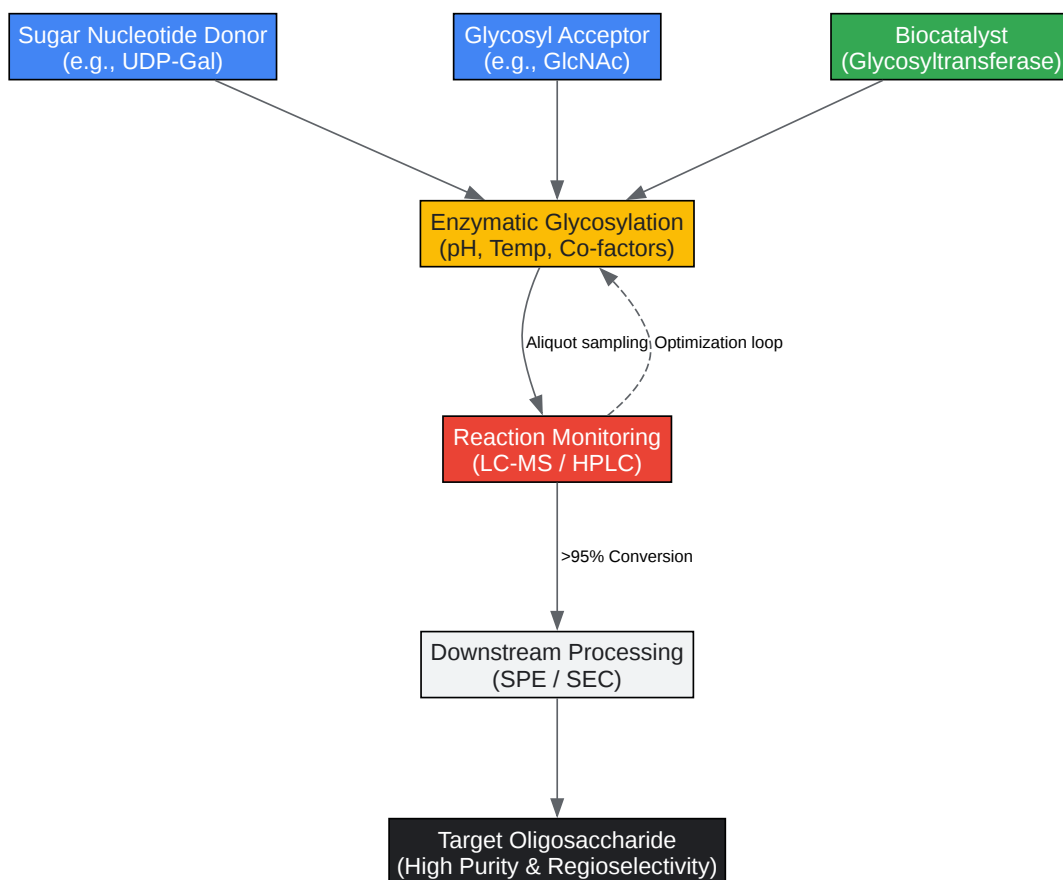 Sugar Nucleotide Donor
(e.g., UDP-Gal)
Glycosyl Acceptor
(e.g., GlcNAc)
Biocatalyst
(Glycosyltransferase)
Enzymatic Glycosylation
(pH, Temp, Co-factors)
Aliquot sampling
Optimization loop
Reaction Monitoring
(LC-MS / HPLC)
>95% Conversion
Downstream Processing
(SPE / SEC)
Target Oligosaccharide
(High Purity & Regioselectivity)